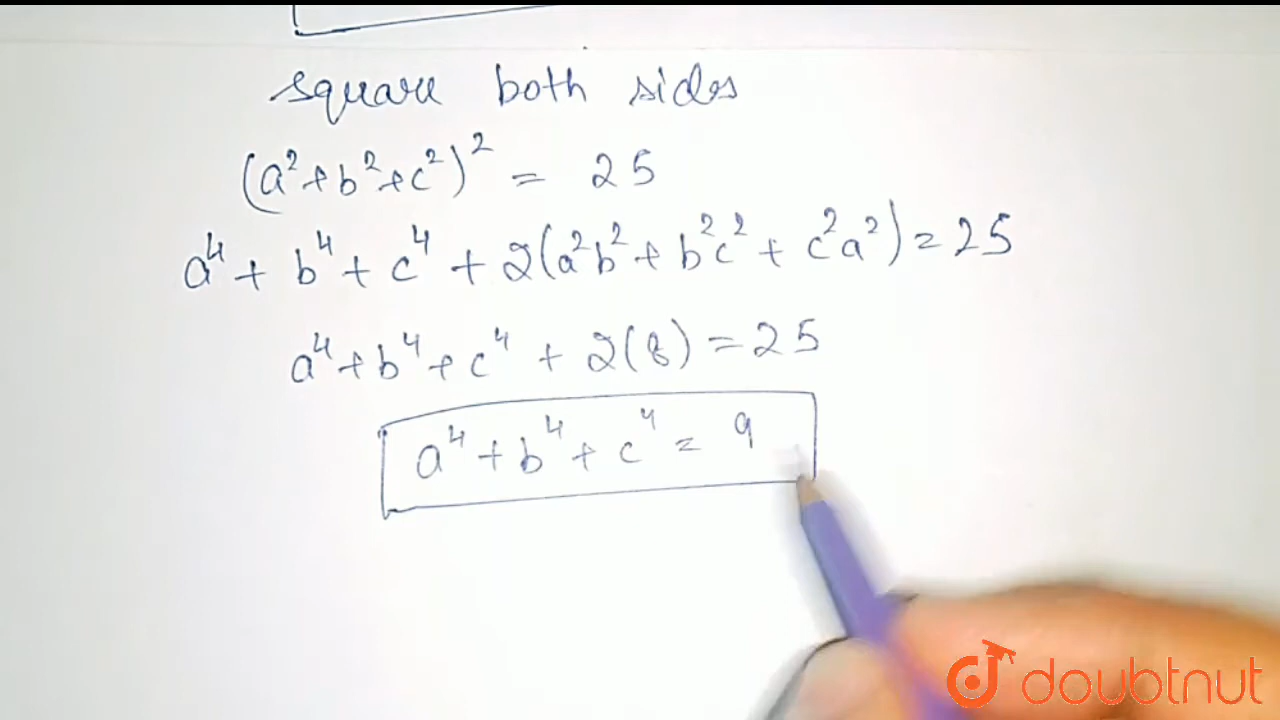 square both sides
(a²+b²+c²)² = 25
a⁴ + b⁴ + c⁴ + 2(a²b² + b²c² + c²a²) = 25
a⁴ + b⁴ + c⁴ + 2(8) = 25
a⁴ + b⁴ + c⁴ = 9
doubtnut